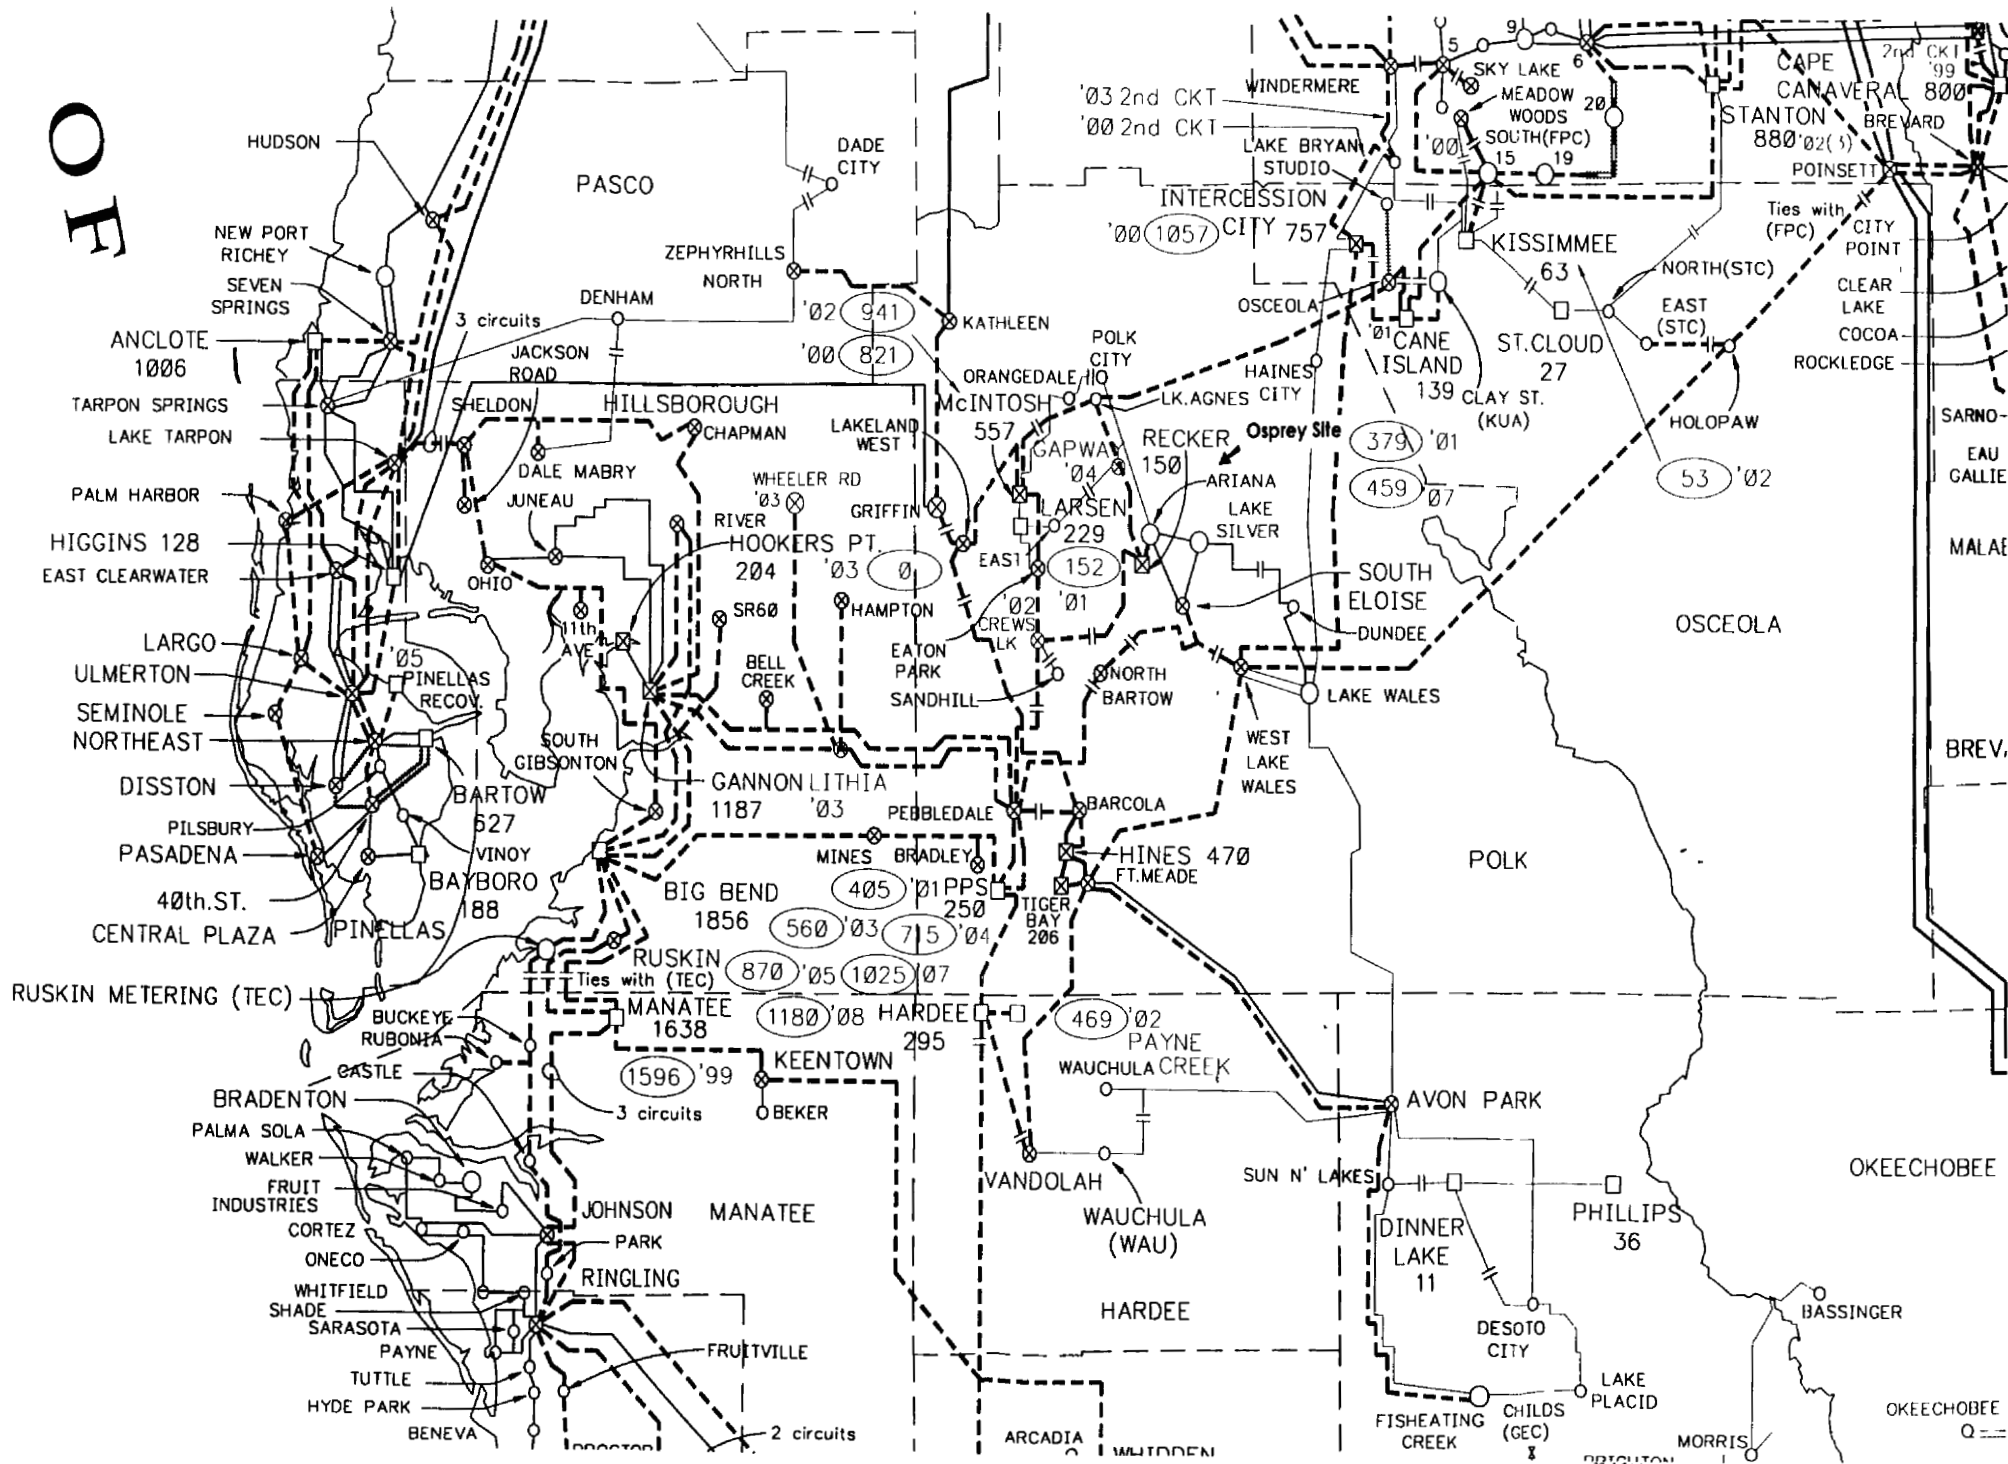 OF
HUDSON
NEW PORT
RICHEY
SEVEN
SPRINGS
ANCLOTE
1006
TARPON SPRINGS
LAKE TARPON
PALM HARBOR
HIGGINS 128
EAST CLEARWATER
LARGO
ULMERTON
SEMINOLE
NORTHEAST
DISSTON
PILSBURY
PASADENA
40th.ST.
CENTRAL PLAZA
RUSKIN METERING (TEC)
BUCKEYE
RUBONIA
CASTLE
BRADENTON
PALMA SOLA
WALKER
FRUIT
INDUSTRIES
CORTEZ
ONECO
WHITFIELD
SHADE
SARASOTA
PAYNE
TUTTLE
HYDE PARK
BENEVA
PASCO
DADE
CITY
ZEPHYRHILLS
NORTH
DENHAM
3 circuits
JACKSON
ROAD
SHELDON
HILLSBOROUGH
CHAPMAN
DALE MABRY
JUNEAU
OHIO
11th
AVE
WHEELER RD
'03
RIVER
HOOKERS PT.
204
'03 0
SR60
HAMPTON
BELL
CREEK
'05
PINELLAS
RECOV.
SOUTH
GIBSONTON
BARTOW
627
VINOY
BAYBORO
188
PINELLAS
GANNON
1187
LITHIA
'03
BIG BEND
1856
RUSKIN
Ties with (TEC)
MANATEE
1638
1596 '99
3 circuits
KEENTOWN
BEKER
JOHNSON
MANATEE
PARK
RINGLING
FRUITVILLE
2 circuits
'02 941
'00 821
KATHLEEN
ORANGEDALE
McINTOSH
557
LAKELAND
WEST
GRIFFIN
POLK
CITY
LK.AGNES
GAPWAY
'04
RECKER
150
Osprey Site
ARIANA
LAKE
SILVER
LARSEN
229
EAST
152
'01
'02
CREWS
LK
EATON
PARK
SANDHILL
NORTH
BARTOW
SOUTH
ELOISE
DUNDEE
LAKE WALES
WEST
LAKE
WALES
PEBBLEDALE
BARCOLA
MINES
BRADLEY
HINES 470
FT.MEADE
405 '01
PPS
250
TIGER
BAY
206
560 '03
715 '04
870 '05
1025 '07
1180 '08
HARDEE
295
469 '02
PAYNE
CREEK
WAUCHULA
VANDOLAH
WAUCHULA
(WAU)
HARDEE
ARCADIA
WHIDDEN
AVON PARK
SUN N' LAKES
DINNER
LAKE
11
PHILLIPS
36
DESOTO
CITY
LAKE
PLACID
FISHEATING
CREEK
CHILDS
(GEC)
MORRIS
BASSINGER
OKEECHOBEE
OKEECHOBEE
POLK
OSCEOLA
'03 2nd CKT
'00 2nd CKT
WINDERMERE
LAKE BRYAN
STUDIO
INTERCESSION
CITY 757
'00 1057
OSCEOLA
HAINES
CITY
5
9
6
SKY LAKE
MEADOW
WOODS
SOUTH(FPC)
'00
15
19
20
KISSIMMEE
63
'01
CANE
ISLAND
139
CLAY ST.
(KUA)
ST.CLOUD
27
NORTH(STC)
EAST
(STC)
HOLOPAW
379 '01
459 '07
53 '02
CAPE
CANAVERAL 800
2nd CKT
'99
STANTON
880
BREVARD
POINSETT
Ties with
(FPC)
CITY
POINT
CLEAR
LAKE
COCOA
ROCKLEDGE